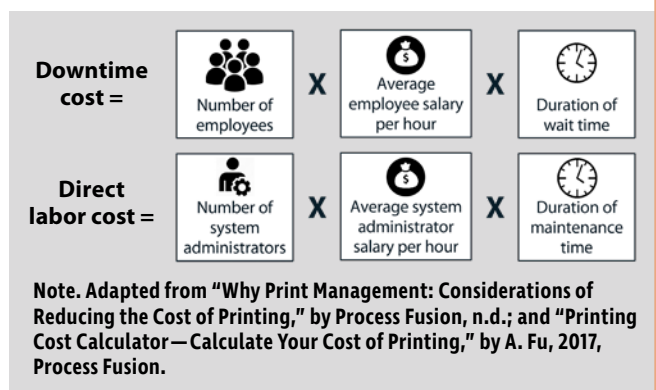 Downtime
cost =
Number of
employees
X
$
Average
employee salary
per hour
X
Duration of
wait time
Direct
labor cost =
Number of
system
administrators
X
$
Average system
administrator
salary per hour
X
Duration of
maintenance
time
Note. Adapted from “Why Print Management: Considerations of
Reducing the Cost of Printing,” by Process Fusion, n.d.; and “Printing
Cost Calculator—Calculate Your Cost of Printing,” by A. Fu, 2017,
Process Fusion.